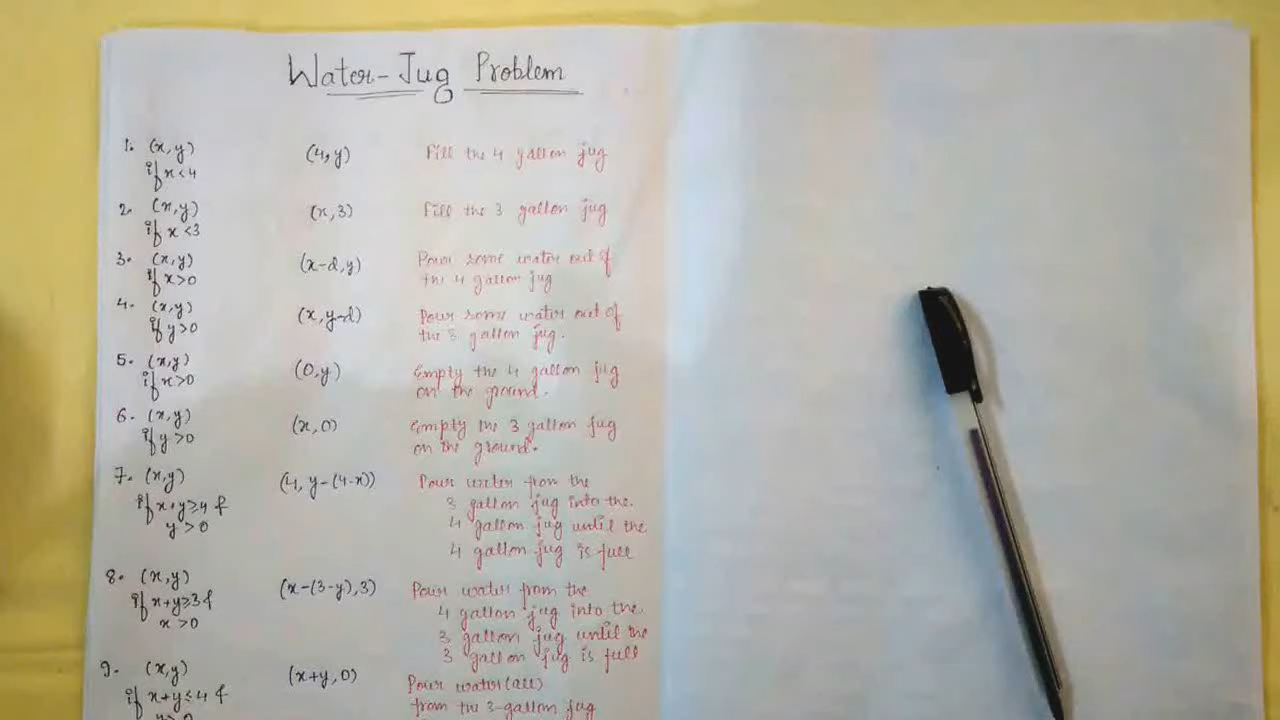 Water-Jug Problem
1. (x,y) (4,y) Fill the 4 gallon jug
if x<4
2. (x,y) (x,3) Fill the 3 gallon jug
if x<3
3. (x,y) (x-d,y) Pour some water out of
if x>0 the 4 gallon jug
4. (x,y) (x,y-d) Pour some water out of
if y>0 the 3 gallon jug.
5. (x,y) (0,y) Empty the 4 gallon jug
if x>0 on the ground.
6. (x,y) (x,0) Empty the 3 gallon jug
if y>0 on the ground.
7. (x,y) (4, y-(4-x)) Pour water from the
if x+y≥4 & 3 gallon jug into the
y>0 4 gallon jug until the
4 gallon jug is full
8. (x,y) (x-(3-y),3) Pour water from the
if x+y≥3 & 4 gallon jug into the
x>0 3 gallon jug until the
3 gallon jug is full
9. (x,y) (x+y,0) Pour water (all)
if x+y≤4 & from the 3-gallon jug